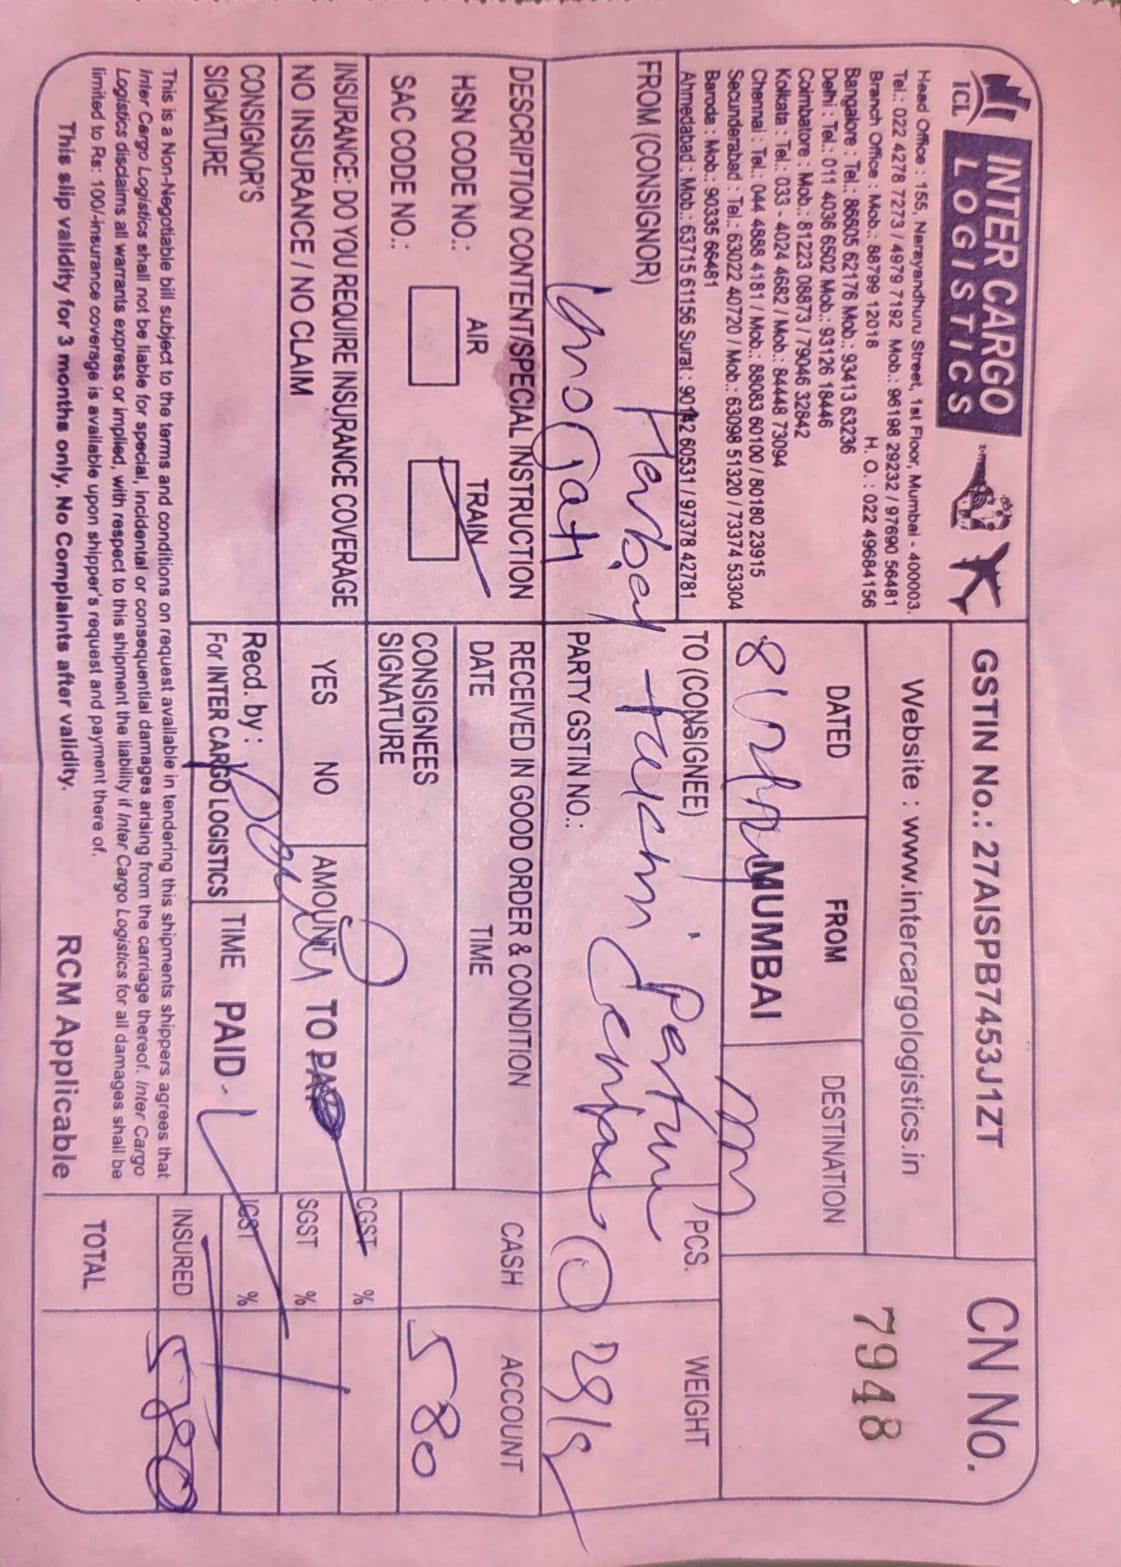 INTER CARGO
LOGISTICS
ICL
Head Office : 155, Narayandhuru Street, 1st Floor, Mumbai - 400003.
Tel.: 022 4278 7273 / 4979 7192 Mob.: 96198 29232 / 97690 56481
Branch Office : Mob.: 88799 12018 H. O. : 022 49684156
Bangalore : Tel.: 86605 62176 Mob.: 93413 63236
Delhi : Tel.: 011 4036 6502 Mob.: 93126 18446
Coimbatore : Mob.: 81223 08873 / 79046 32842
Kolkata : Tel.: 033 - 4024 4682 / Mob.: 84448 73094
Chennai : Tel.: 044 4888 4181 / Mob.: 88083 60100 / 80180 23915
Secunderabad : Tel.: 63022 40720 / Mob.: 63098 51320 / 73374 53304
Baroda : Mob.: 90335 66481
Ahmedabad : Mob.: 63715 61156 Surat : 90142 60531 / 97378 42781
GSTIN No.: 27AISPB7453J1ZT
Website : www.intercargologistics.in
CN No.
7948
DATED FROM DESTINATION
MUMBAI
FROM (CONSIGNOR) TO (CONSIGNEE) PCS. WEIGHT
Perfume
PARTY GSTIN NO.:
DESCRIPTION CONTENT/SPECIAL INSTRUCTION
HSN CODE NO.: AIR TRAIN
SAC CODE NO.:
RECEIVED IN GOOD ORDER & CONDITION
DATE TIME
CONSIGNEES
SIGNATURE
CASH ACCOUNT
580
INSURANCE: DO YOU REQUIRE INSURANCE COVERAGE
NO INSURANCE / NO CLAIM
YES NO AMOUNT TO PAY
CGST %
SGST %
IGST %
INSURED
TOTAL
580
CONSIGNOR'S
SIGNATURE
Recd. by :
For INTER CARGO LOGISTICS
TIME PAID
This is a Non-Negotiable bill subject to the terms and conditions on request available in tendering this shipments shippers agrees that
Inter Cargo Logistics shall not be liable for special, incidental or consequential damages arising from the carriage thereof. Inter Cargo
Logistics disclaims all warrants express or implied, with respect to this shipment the liability if Inter Cargo Logistics for all damages shall be
limited to Rs: 100/-insurance coverage is available upon shipper's request and payment there of.
This slip validity for 3 months only. No Complaints after validity.
RCM Applicable